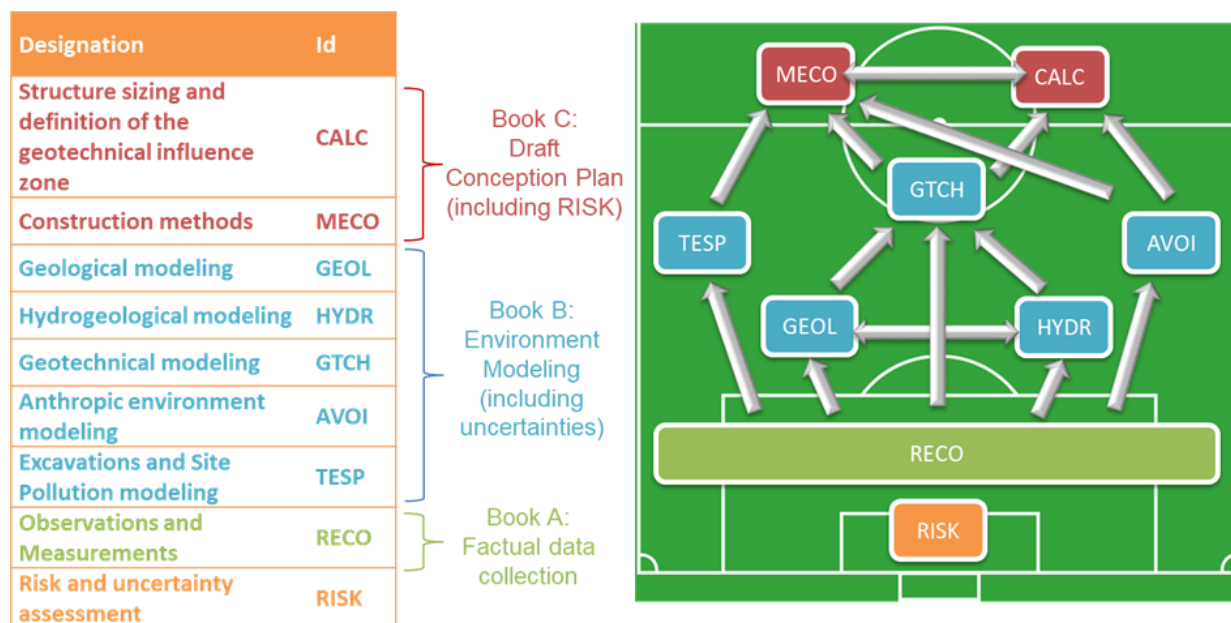 Designation Id
Structure sizing and
definition of the
geotechnical influence
zone
CALC
Construction methods MECO
Geological modeling GEOL
Hydrogeological modeling HYDR
Geotechnical modeling GTCH
Anthropic environment
modeling
AVOI
Excavations and Site
Pollution modeling
TESP
Observations and
Measurements
RECO
Risk and uncertainty
assessment
RISK
Book C:
Draft
Conception Plan
(including RISK)
Book B:
Environment
Modeling
(including
uncertainties)
Book A:
Factual data
collection
MECO CALC
GTCH
TESP AVOI
GEOL HYDR
RECO
RISK